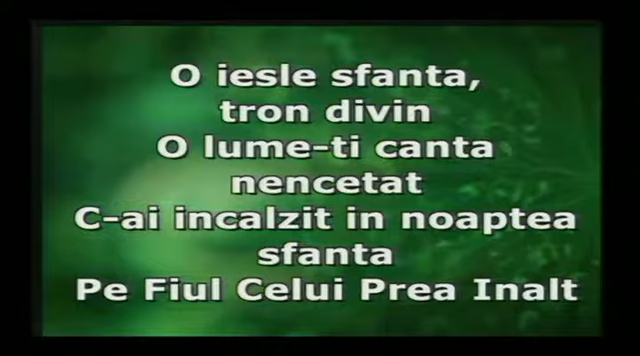 O iesle sfanta,
tron divin
O lume-ti canta
nencetat
C-ai incalzit in noaptea
sfanta
Pe Fiul Celui Prea Inalt